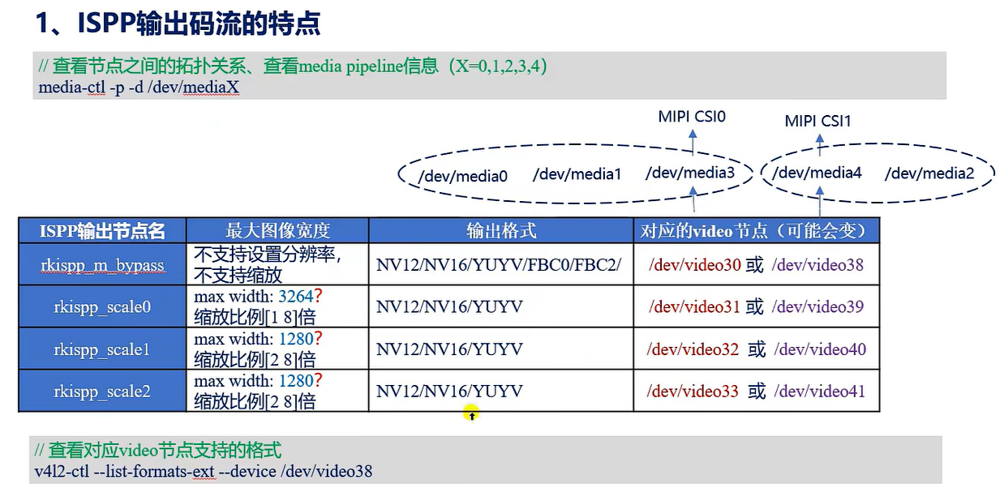 1、ISPP输出码流的特点
// 查看节点之间的拓扑关系、查看media pipeline信息（X=0,1,2,3,4）
media-ctl -p -d /dev/mediaX
MIPI CSI0
MIPI CSI1
/dev/media0 /dev/media1 /dev/media3 /dev/media4 /dev/media2
ISPP输出节点名 最大图像宽度 输出格式 对应的video节点（可能会变）
rkispp_m_bypass 不支持设置分辨率，
不支持缩放 NV12/NV16/YUYV/FBC0/FBC2/ /dev/video30 或 /dev/video38
rkispp_scale0 max width: 3264?
缩放比例[1 8]倍 NV12/NV16/YUYV /dev/video31 或 /dev/video39
rkispp_scale1 max width: 1280?
缩放比例[2 8]倍 NV12/NV16/YUYV /dev/video32 或 /dev/video40
rkispp_scale2 max width: 1280?
缩放比例[2 8]倍 NV12/NV16/YUYV /dev/video33 或 /dev/video41
// 查看对应video节点支持的格式
v4l2-ctl --list-formats-ext --device /dev/video38